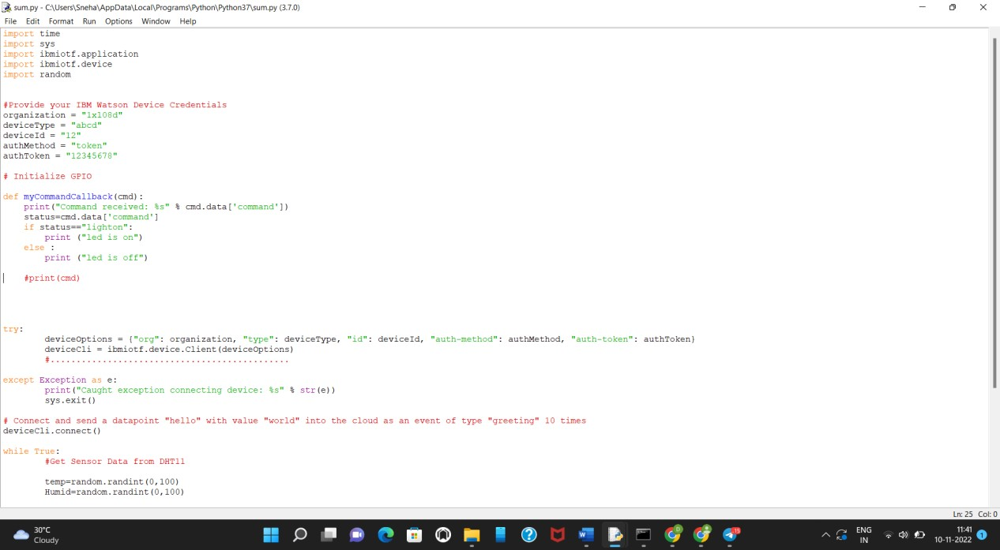 sum.py - C:\Users\Sneha\AppData\Local\Programs\Python\Python37\sum.py (3.7.0)
File Edit Format Run Options Window Help
import time
import sys
import ibmiotf.application
import ibmiotf.device
import random
#Provide your IBM Watson Device Credentials
organization = "1x108d"
deviceType = "abcd"
deviceId = "12"
authMethod = "token"
authToken = "12345678"
# Initialize GPIO
def myCommandCallback(cmd):
    print("Command received: %s" % cmd.data['command'])
    status=cmd.data['command']
    if status=="lighton":
        print ("led is on")
    else :
        print ("led is off")
    #print(cmd)
try:
        deviceOptions = {"org": organization, "type": deviceType, "id": deviceId, "auth-method": authMethod, "auth-token": authToken}
        deviceCli = ibmiotf.device.Client(deviceOptions)
        #..............................................
except Exception as e:
        print("Caught exception connecting device: %s" % str(e))
        sys.exit()
# Connect and send a datapoint "hello" with value "world" into the cloud as an event of type "greeting" 10 times
deviceCli.connect()
while True:
        #Get Sensor Data from DHT11
        temp=random.randint(0,100)
        Humid=random.randint(0,100)
Ln: 25 Col: 0
30°C
Cloudy
15
ENG
IN
11:41
10-11-2022
1